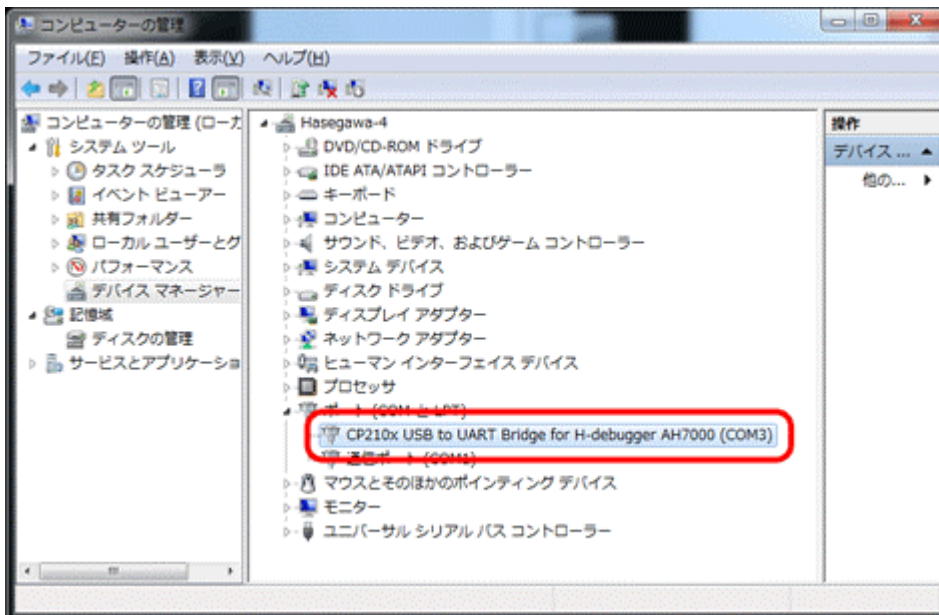 コンピューターの管理
ファイル(F) 操作(A) 表示(V) ヘルプ(H)
コンピューターの管理 (ローカ
システム ツール
タスク スケジューラ
イベント ビューアー
共有フォルダー
ローカル ユーザーとグ
パフォーマンス
デバイス マネージャー
記憶域
ディスクの管理
サービスとアプリケーショ
Hasegawa-4
DVD/CD-ROM ドライブ
IDE ATA/ATAPI コントローラー
キーボード
コンピューター
サウンド、ビデオ、およびゲーム コントローラー
システム デバイス
ディスク ドライブ
ディスプレイ アダプター
ネットワーク アダプター
ヒューマン インターフェイス デバイス
プロセッサ
ポート (COM と LPT)
CP210x USB to UART Bridge for H-debugger AH7000 (COM3)
通信ポート (COM1)
マウスとそのほかのポインティング デバイス
モニター
ユニバーサル シリアル バス コントローラー
操作
デバイス ...
他の...